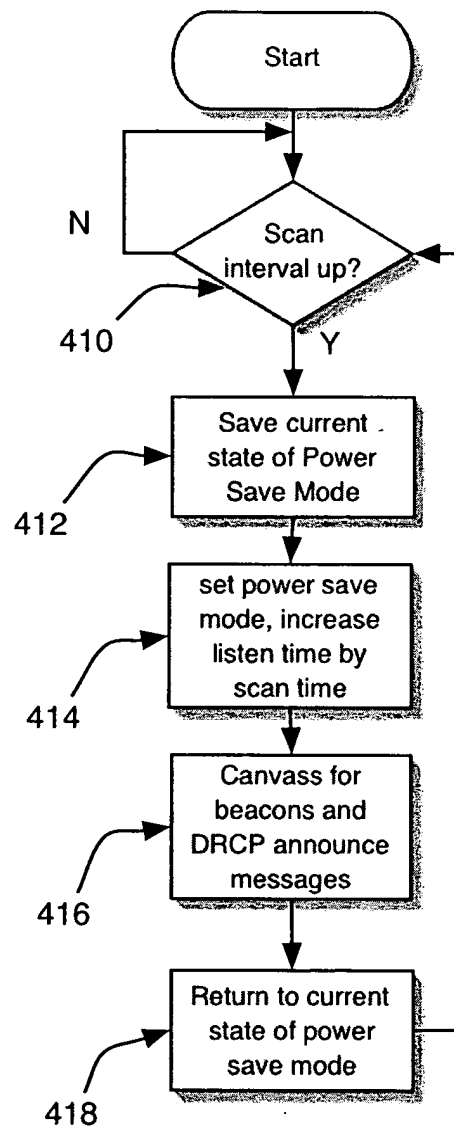 Start
N
Scan
interval up?
410
Y
Save current
state of Power
Save Mode
412
set power save
mode, increase
listen time by
scan time
414
Canvass for
beacons and
DRCP announce
messages
416
Return to current
state of power
save mode
418